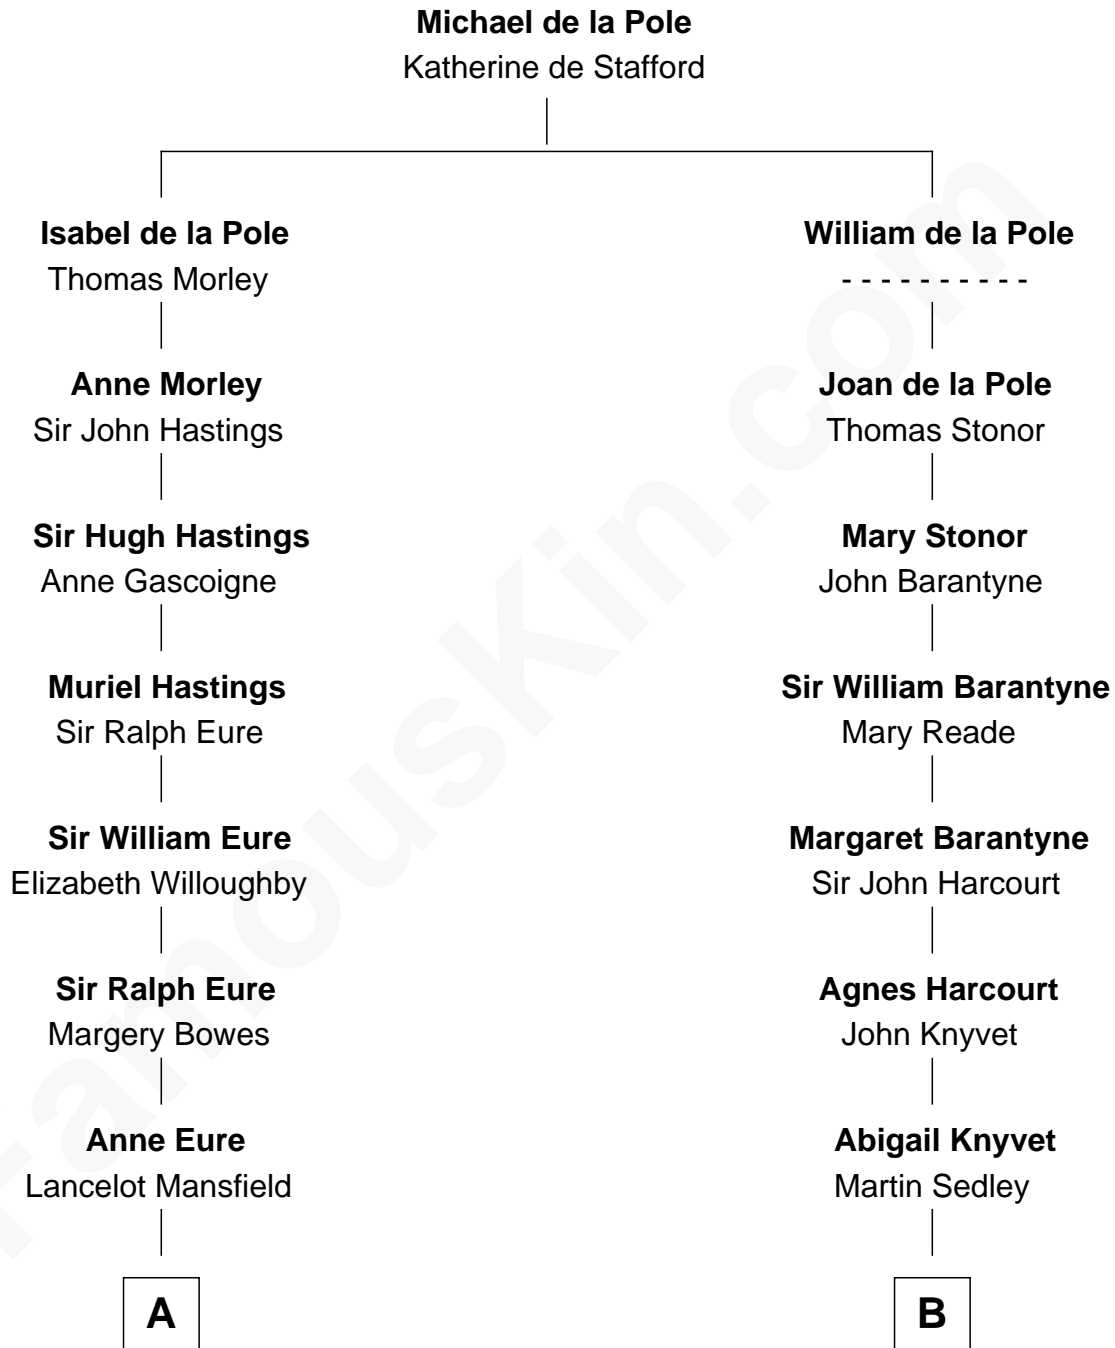 Michael de la Pole
Katherine de Stafford
Isabel de la Pole
Thomas Morley
William de la Pole
- - - - - - - - - -
Anne Morley
Sir John Hastings
Joan de la Pole
Thomas Stonor
Sir Hugh Hastings
Anne Gascoigne
Mary Stonor
John Barantyne
Muriel Hastings
Sir Ralph Eure
Sir William Barantyne
Mary Reade
Sir William Eure
Elizabeth Willoughby
Margaret Barantyne
Sir John Harcourt
Sir Ralph Eure
Margery Bowes
Agnes Harcourt
John Knyvet
Anne Eure
Lancelot Mansfield
Abigail Knyvet
Martin Sedley
A
B
FamousKin.com